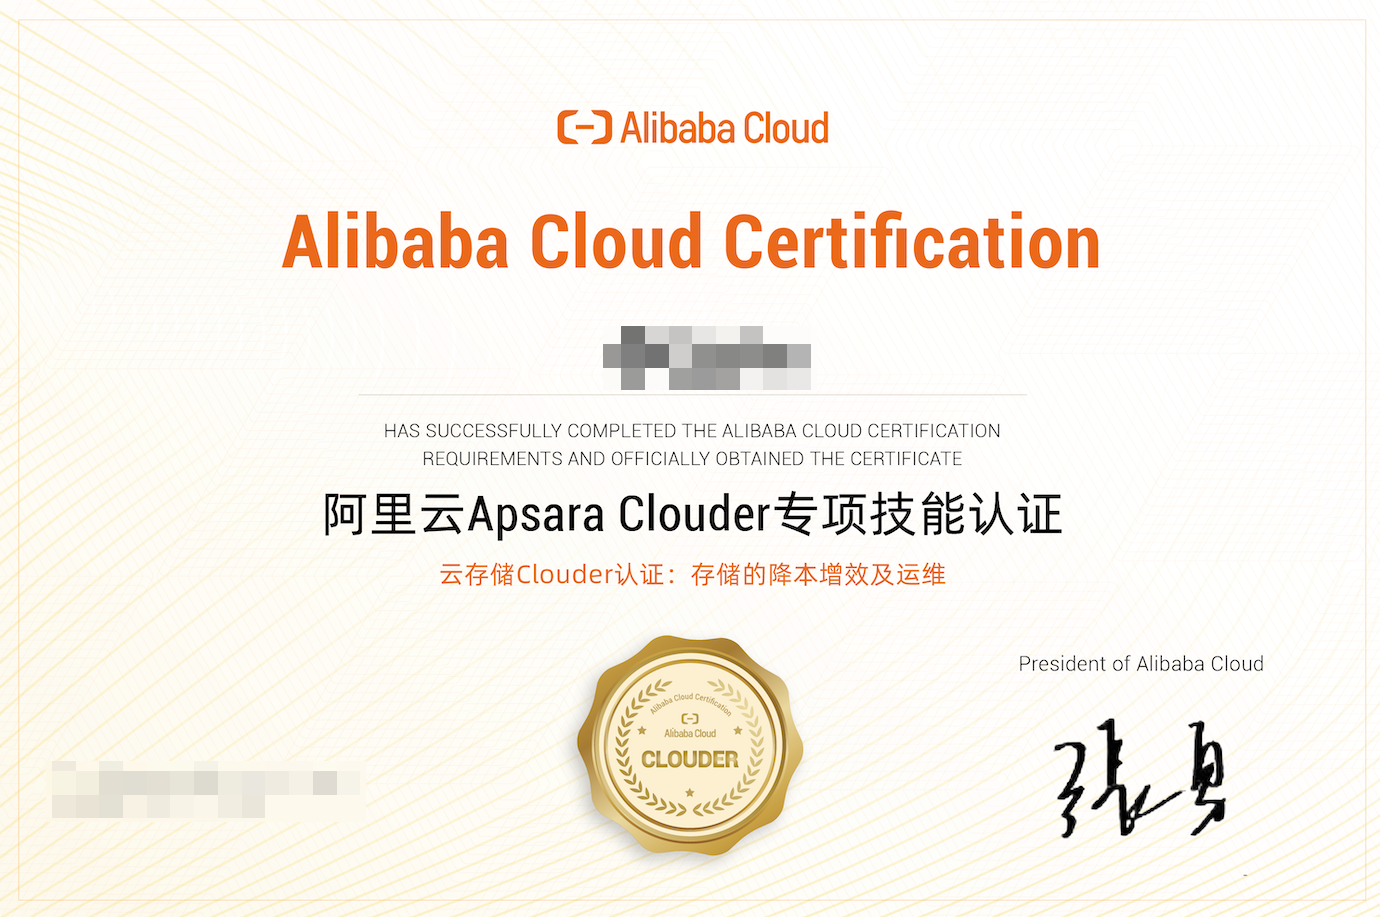 Alibaba Cloud
Alibaba Cloud Certification
HAS SUCCESSFULLY COMPLETED THE ALIBABA CLOUD CERTIFICATION
REQUIREMENTS AND OFFICIALLY OBTAINED THE CERTIFICATE
阿里云Apsara Clouder专项技能认证
云存储Clouder认证：存储的降本增效及运维
Alibaba Cloud Certification
Alibaba Cloud
CLOUDER
President of Alibaba Cloud